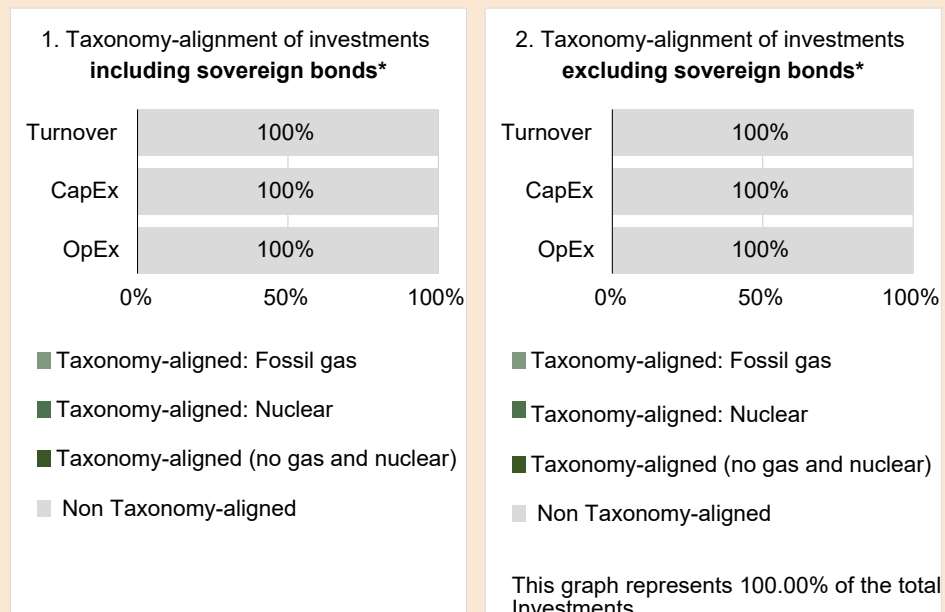 1. Taxonomy-alignment of investments
including sovereign bonds*
Turnover 100%
CapEx 100%
OpEx 100%
0% 50% 100%
Taxonomy-aligned: Fossil gas
Taxonomy-aligned: Nuclear
Taxonomy-aligned (no gas and nuclear)
Non Taxonomy-aligned
2. Taxonomy-alignment of investments
excluding sovereign bonds*
Turnover 100%
CapEx 100%
OpEx 100%
0% 50% 100%
Taxonomy-aligned: Fossil gas
Taxonomy-aligned: Nuclear
Taxonomy-aligned (no gas and nuclear)
Non Taxonomy-aligned
This graph represents 100.00% of the total
Investments